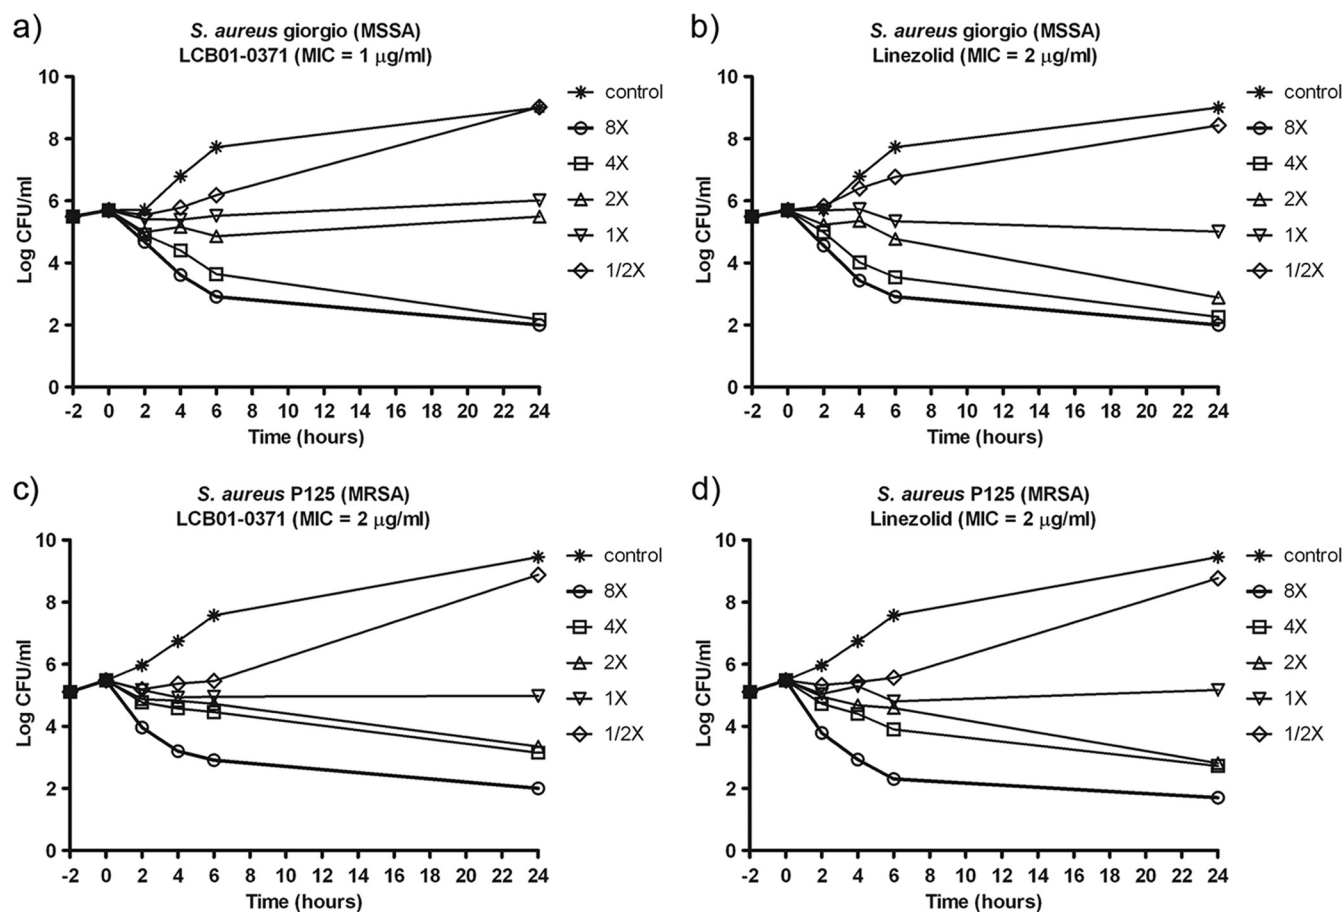 a)
S. aureus giorgio (MSSA)
LCB01-0371 (MIC = 1 μg/ml)
Log CFU/ml
10
8
6
4
2
0
-2 0 2 4 6 8 10 12 14 16 18 20 22 24
Time (hours)
control
8X
4X
2X
1X
1/2X
b)
S. aureus giorgio (MSSA)
Linezolid (MIC = 2 μg/ml)
Log CFU/ml
10
8
6
4
2
0
-2 0 2 4 6 8 10 12 14 16 18 20 22 24
Time (hours)
control
8X
4X
2X
1X
1/2X
c)
S. aureus P125 (MRSA)
LCB01-0371 (MIC = 2 μg/ml)
Log CFU/ml
10
8
6
4
2
0
-2 0 2 4 6 8 10 12 14 16 18 20 22 24
Time (hours)
control
8X
4X
2X
1X
1/2X
d)
S. aureus P125 (MRSA)
Linezolid (MIC = 2 μg/ml)
Log CFU/ml
10
8
6
4
2
0
-2 0 2 4 6 8 10 12 14 16 18 20 22 24
Time (hours)
control
8X
4X
2X
1X
1/2X